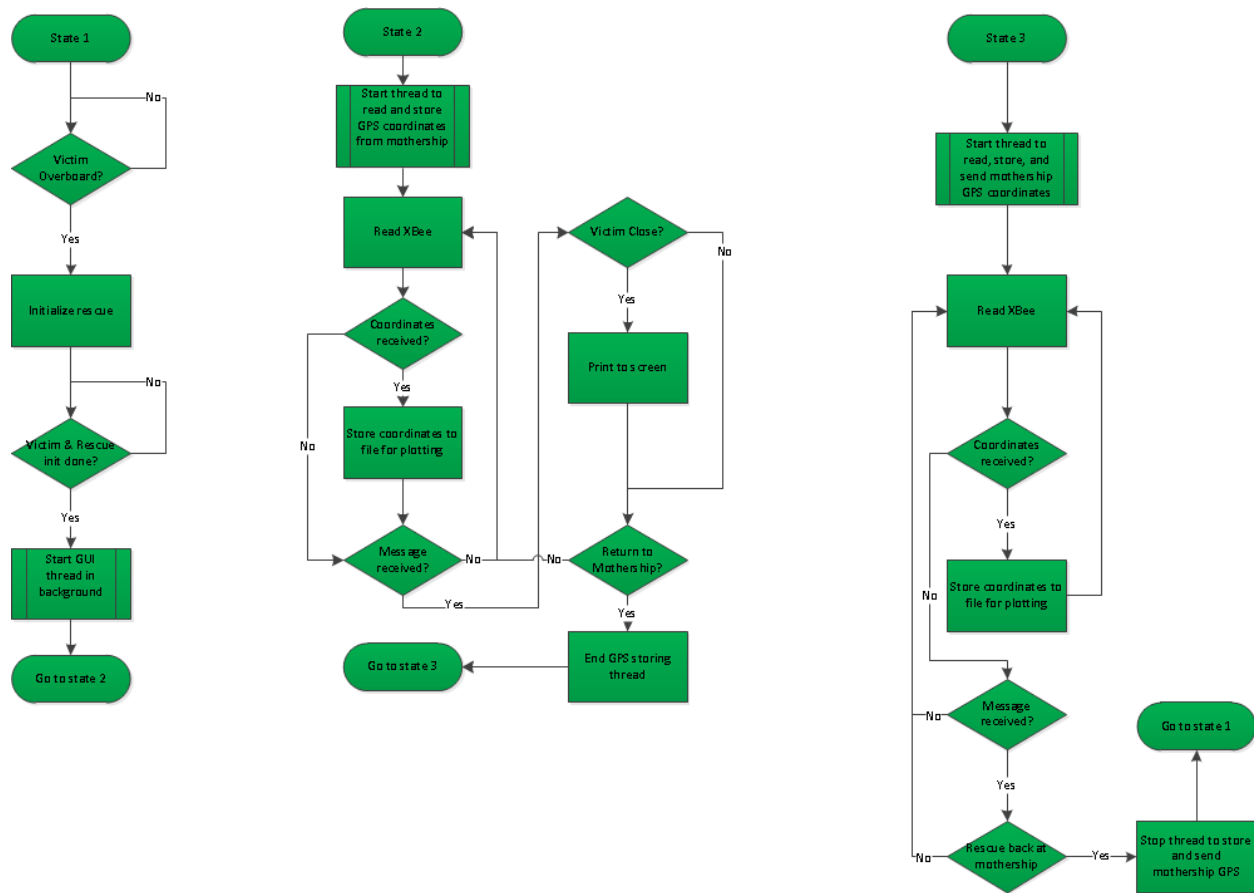 State 1
No
Victim
Overboard?
Yes
Initialize rescue
No
Victim & Rescue
init done?
Yes
Start GUI
thread in
background
Go to state 2
State 2
Start thread to
read and store
GPS coordinates
from mothership
Read XBee
Coordinates
received?
No
Yes
Store coordinates to
file for plotting
Message
received?
No
Yes
Victim Close?
No
Yes
Print to screen
Return to
Mothership?
No
Yes
End GPS storing
thread
Go to state 3
State 3
Start thread to
read, store, and
send mothership
GPS coordinates
Read XBee
Coordinates
received?
No
Yes
Store coordinates to
file for plotting
Message
received?
No
Yes
Rescue back at
mothership
No
Yes
Stop thread to store
and send
mothership GPS
Go to state 1